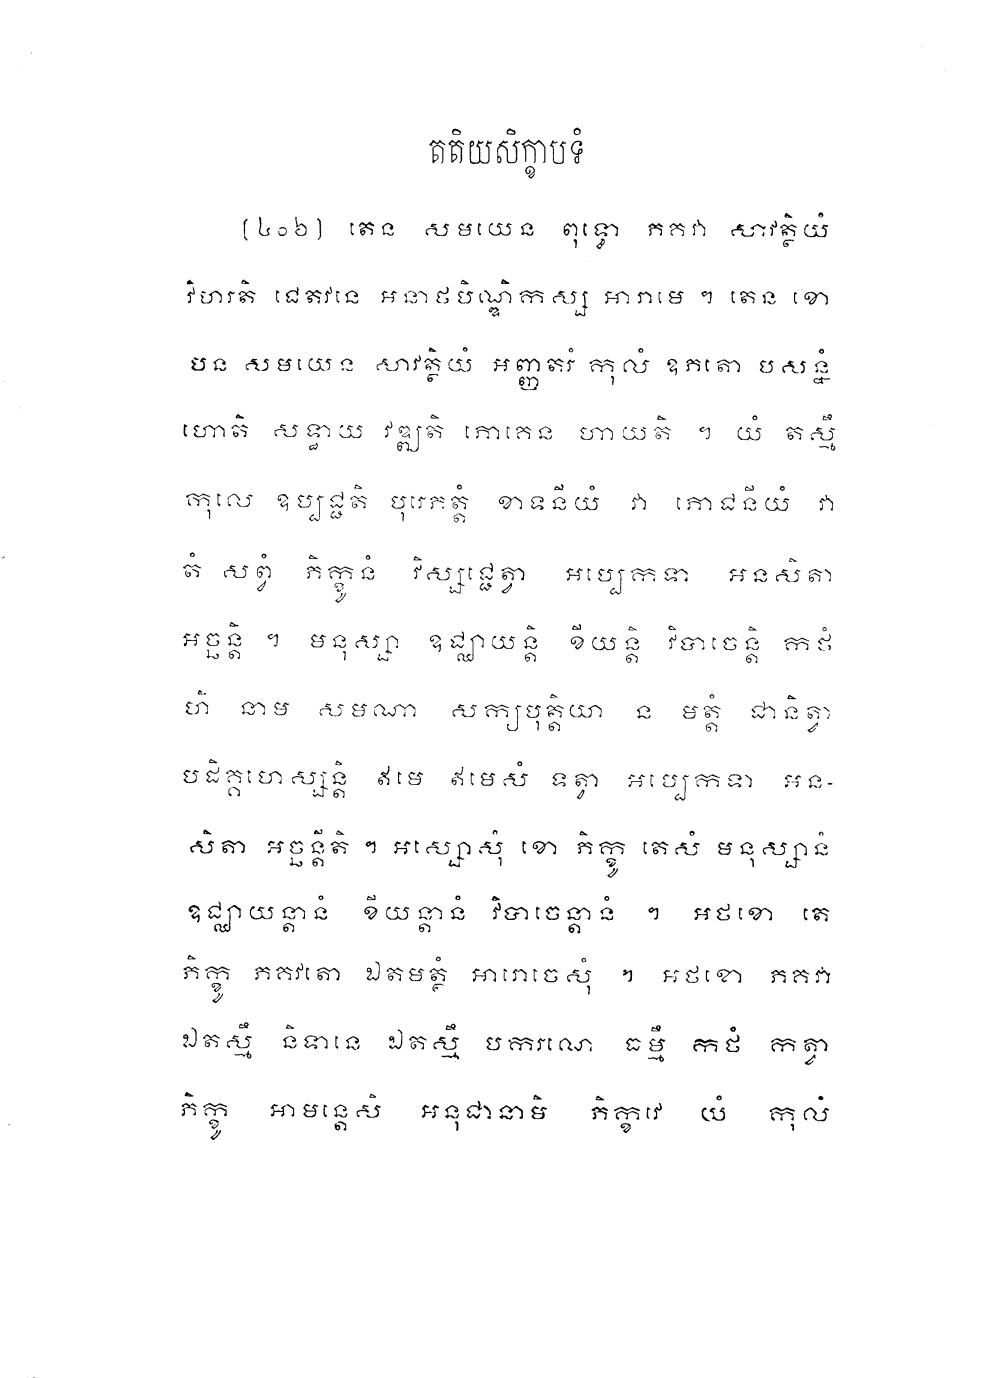 តតិយសិក្ខាបទំ
(៤០៦) តេន សមយេន ពុទ្ធោ ភគវា សាវត្ថិយំ
វិហរតិ ជេតវនេ អនាថបិណ្ឌិកស្ស អារាមេ ។ តេន ខោ
បន សមយេន សាវត្ថិយំ អញ្ញតរំ កុលំ ឧភតោ បសន្នំ
ហោតិ សទ្ធាយ វឌ្ឍតិ ភោគេន ហាយតិ ។ យំ តស្មឹ
កុលេ ឧប្បជ្ជតិ បុរេភត្តំ ខាទនីយំ វា ភោជនីយំ វា
តំ សព្វំ ភិក្ខូនំ វិស្សជ្ជេត្វា អប្បេកទា អនសិតា
អច្ឆន្តិ ។ មនុស្សា ឧជ្ឈាយន្តិ ខីយន្តិ វិបាចេន្តិ កថំ
ហិ នាម សមណា សក្យបុត្តិយា ន មត្តំ ជានិត្វា
បដិគ្គហេស្សន្តិ ឥមេ ឥមេសំ ទត្វា អប្បេកទា អន-
សិតា អច្ឆន្តីតិ ។ អស្សោសុំ ខោ ភិក្ខូ តេសំ មនុស្សានំ
ឧជ្ឈាយន្តានំ ខីយន្តានំ វិបាចេន្តានំ ។ អថខោ តេ
ភិក្ខូ ភគវតោ ឯតមត្ថំ អារោចេសុំ ។ អថខោ ភគវា
ឯតស្មឹ និទានេ ឯតស្មឹ បករណេ ធម្មឹ កថំ កត្វា
ភិក្ខូ អាមន្តេសិ អនុជានាមិ ភិក្ខវេ យំ កុលំ